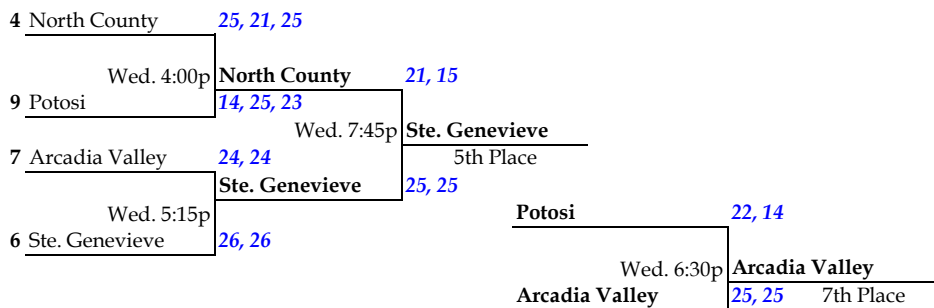 4 North County 25, 21, 25
Wed. 4:00p North County 21, 15
9 Potosi 14, 25, 23
Wed. 7:45p Ste. Genevieve
7 Arcadia Valley 24, 24 5th Place
Ste. Genevieve 25, 25
Wed. 5:15p Potosi 22, 14
6 Ste. Genevieve 26, 26
Wed. 6:30p Arcadia Valley
Arcadia Valley 25, 25 7th Place